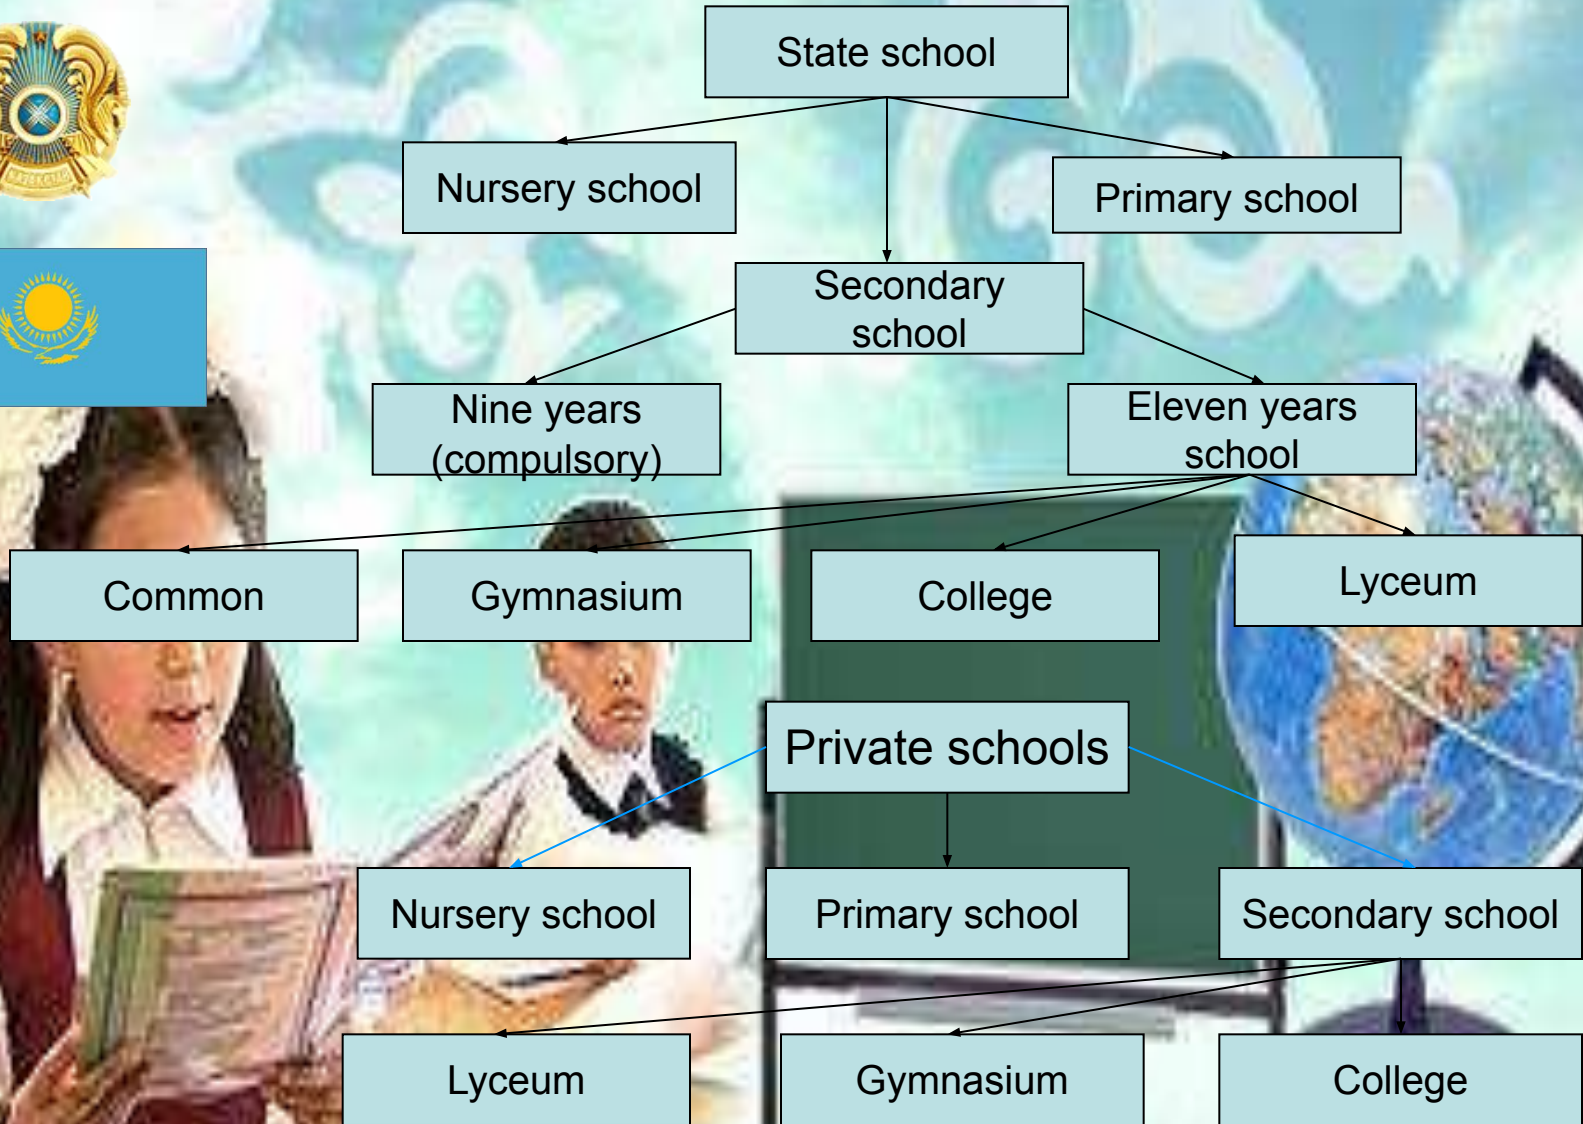 State school
Nursery school
Primary school
Secondary
school
Nine years
(compulsory)
Eleven years
school
Common
Gymnasium
College
Lyceum
Private schools
Nursery school
Primary school
Secondary school
Lyceum
Gymnasium
College